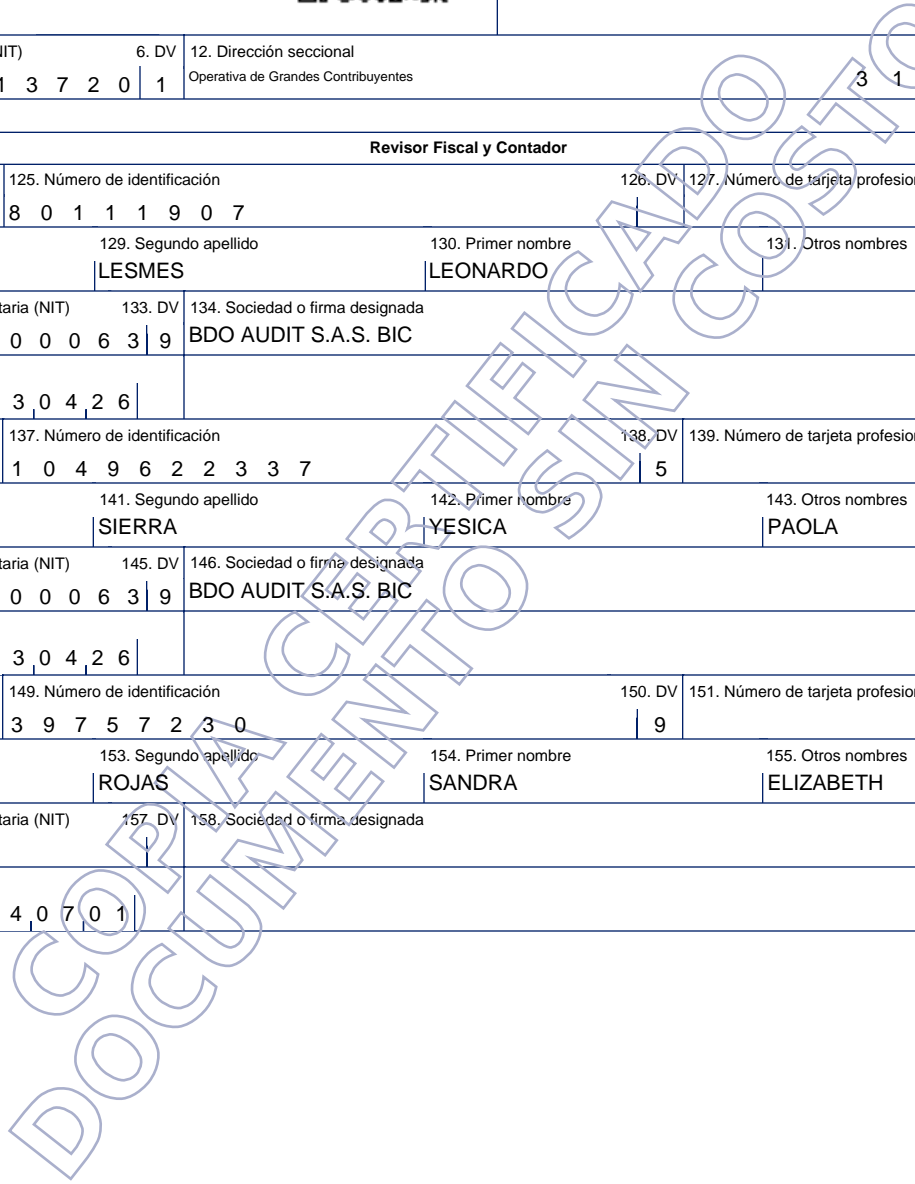 IIT) 6. DV 12. Dirección seccional
1 3 7 2 0 1 Operativa de Grandes Contribuyentes 3 1
Revisor Fiscal y Contador
125. Número de identificación 126. DV 127. Número de tarjeta profesion
8 0 1 1 1 9 0 7
129. Segundo apellido 130. Primer nombre 131. Otros nombres
LESMES LEONARDO
taria (NIT) 133. DV 134. Sociedad o firma designada
0 0 0 6 3 9 BDO AUDIT S.A.S. BIC
3 0 4 2 6
137. Número de identificación 138. DV 139. Número de tarjeta profesion
1 0 4 9 6 2 2 3 3 7 5
141. Segundo apellido 142. Primer nombre 143. Otros nombres
SIERRA YESICA PAOLA
taria (NIT) 145. DV 146. Sociedad o firma designada
0 0 0 6 3 9 BDO AUDIT S.A.S. BIC
3 0 4 2 6
149. Número de identificación 150. DV 151. Número de tarjeta profesion
3 9 7 5 7 2 3 0 9
153. Segundo apellido 154. Primer nombre 155. Otros nombres
ROJAS SANDRA ELIZABETH
taria (NIT) 157. DV 158. Sociedad o firma designada
4 0 7 0 1
COPIA CERTIFICADO
DOCUMENTO SIN COSTO